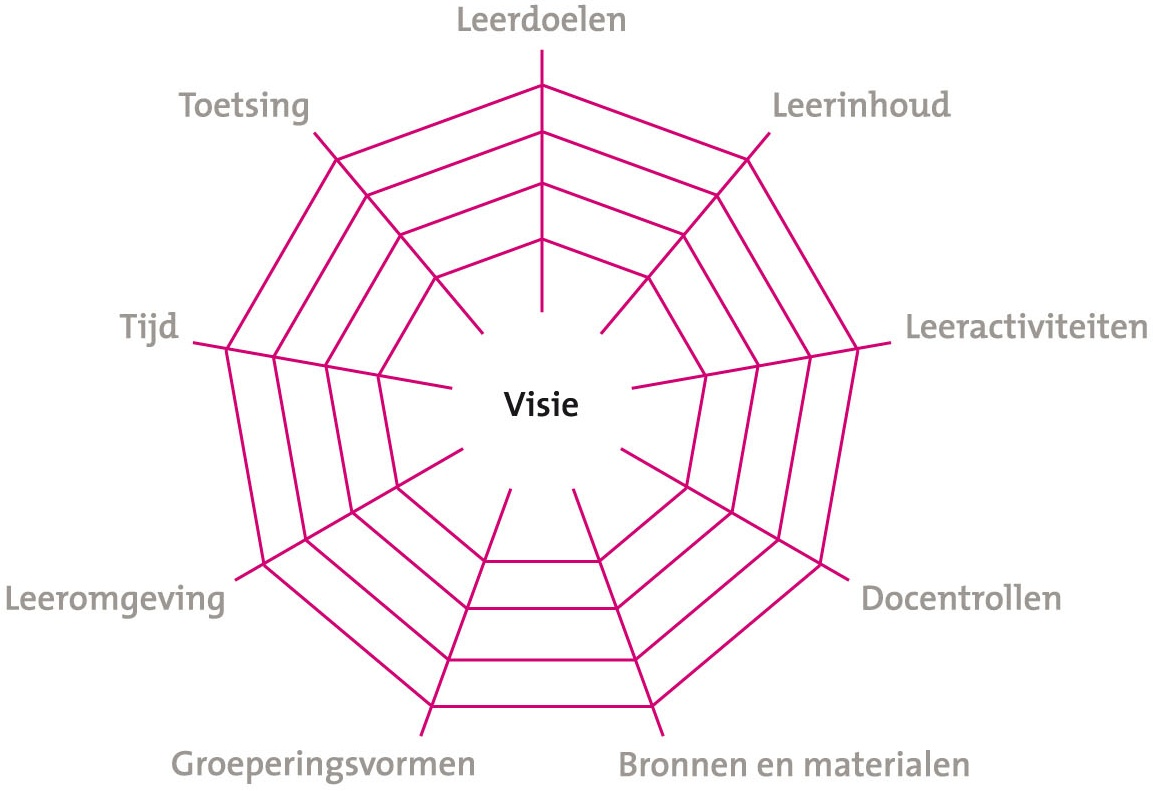 Leerdoelen
Toetsing
Leerinhoud
Tijd
Leeractiviteiten
Visie
Leeromgeving
Docentrollen
Groeperingsvormen
Bronnen en materialen